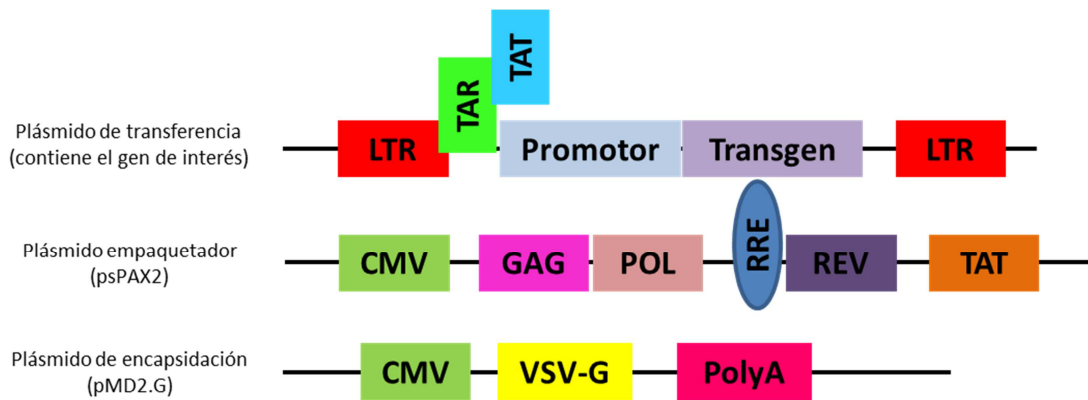 TAT
TAR
Plásmido de transferencia
(contiene el gen de interés)
LTR Promotor Transgen LTR
Plásmido empaquetador
(psPAX2)
CMV GAG POL RRE REV TAT
Plásmido de encapsidación
(pMD2.G)
CMV VSV-G PolyA